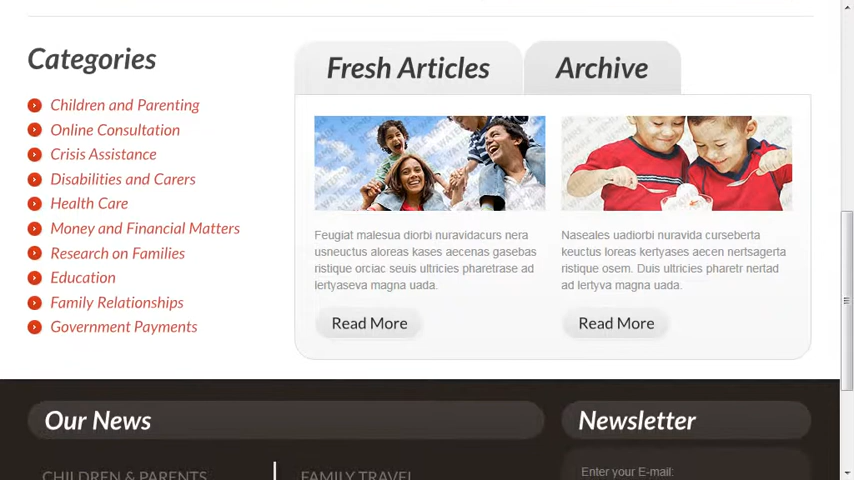 Categories
Children and Parenting
Online Consultation
Crisis Assistance
Disabilities and Carers
Health Care
Money and Financial Matters
Research on Families
Education
Family Relationships
Government Payments
Fresh Articles
Archive
Feugiat malesua diorbi nuravidacurs nera
usneuctus aloreas kases aecenas gasebas
ristique orciac seuis ultricies pharetrase ad
lertyaseva magna uada.
Read More
Naseales uadiorbi nuravida curseberta
keuctus loreas kertyases aecen nertsagerta
ristique osem. Duis ultricies pharetr nertad
ad lertyva magna uada.
Read More
Our News
CHILDREN & PARENTS
FAMILY TRAVEL
Newsletter
Enter your E-mail: